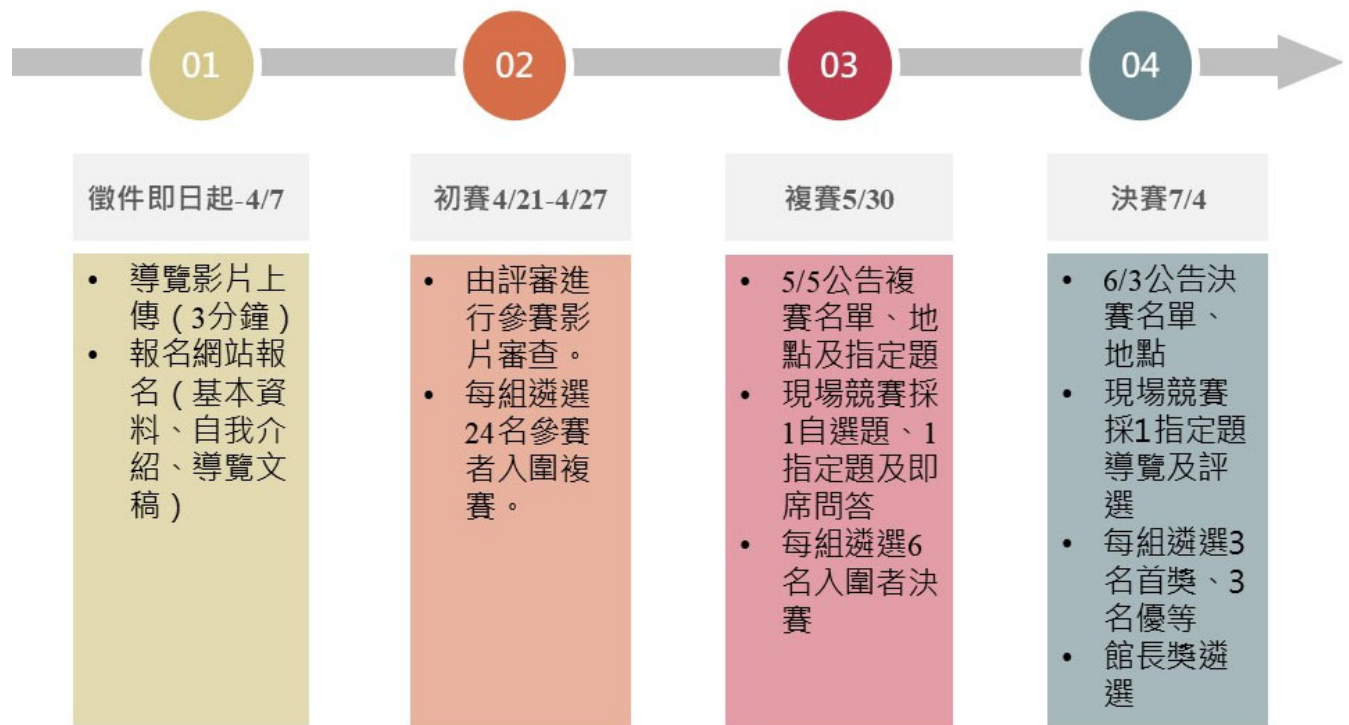 01
02
03
04
徵件即日起-4/7
• 導覽影片上
傳（3分鐘）
• 報名網站報
名（基本資
料、自我介
紹、導覽文
稿）
初賽4/21-4/27
• 由評審進
行參賽影
片審查。
• 每組遴選
24名參賽
者入圍複
賽。
複賽5/30
• 5/5公告複
賽名單、地
點及指定題
• 現場競賽採
1自選題、1
指定題及即
席問答
• 每組遴選6
名入圍者決
賽
決賽7/4
• 6/3公告決
賽名單、
地點
• 現場競賽
採1指定題
導覽及評
選
• 每組遴選3
名首獎、3
名優等
• 館長獎遴
選